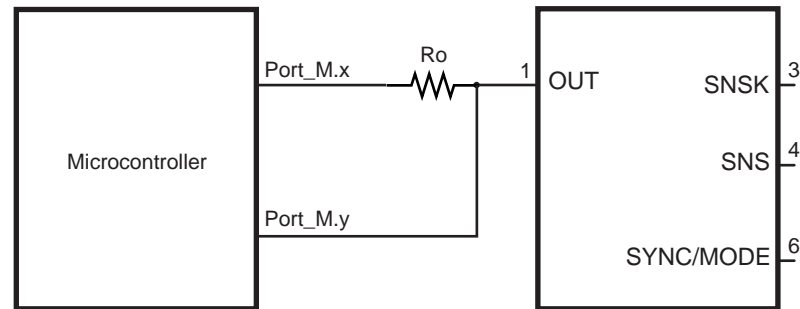 Ro
Port_M.x
1
OUT
SNSK
3
Microcontroller
SNS
4
Port_M.y
SYNC/MODE
6